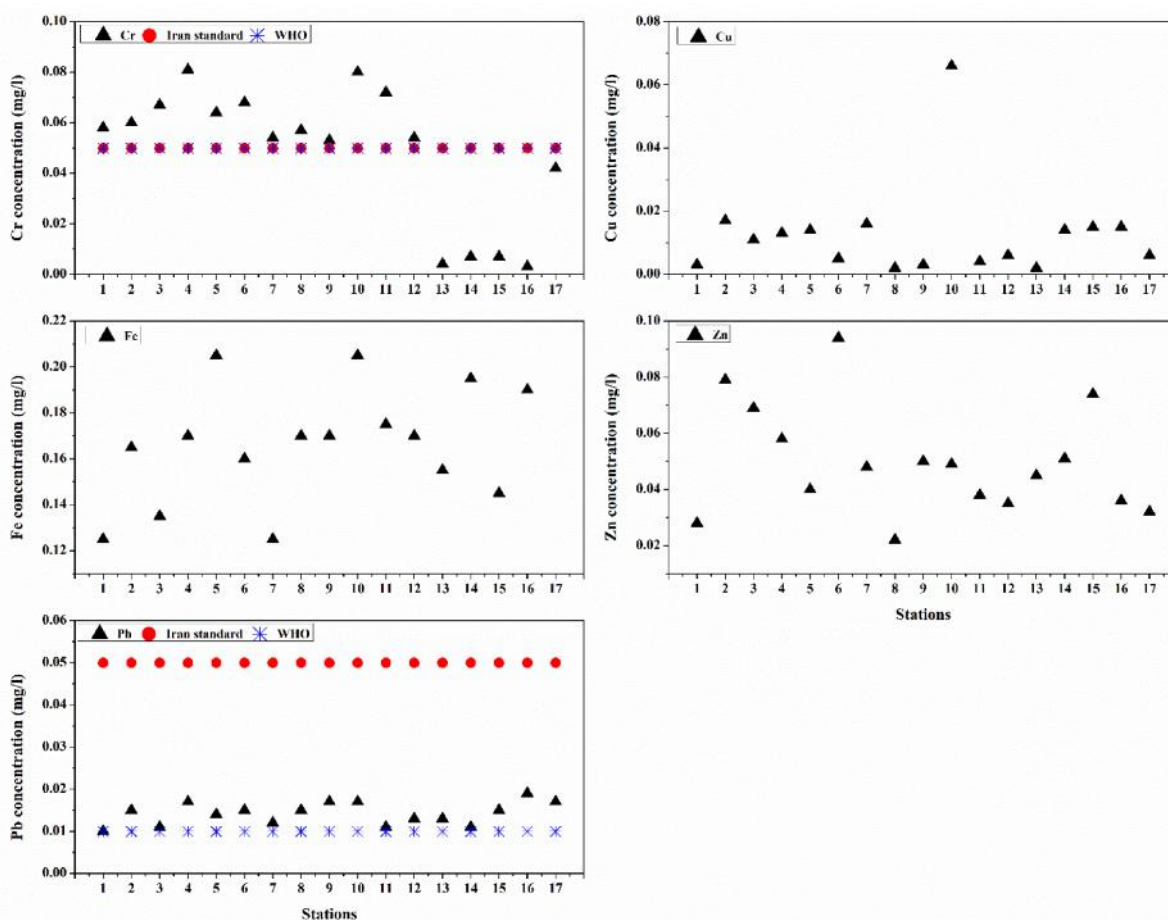 Cr Iran standard WHO
Cr concentration (mg/l)
0.10
0.08
0.06
0.04
0.02
0.00
1 2 3 4 5 6 7 8 9 10 11 12 13 14 15 16 17
Cu
Cu concentration (mg/l)
0.08
0.06
0.04
0.02
0.00
1 2 3 4 5 6 7 8 9 10 11 12 13 14 15 16 17
Fe
Fe concentration (mg/l)
0.22
0.20
0.18
0.16
0.14
0.12
1 2 3 4 5 6 7 8 9 10 11 12 13 14 15 16 17
Zn
Zn concentration (mg/l)
0.10
0.08
0.06
0.04
0.02
1 2 3 4 5 6 7 8 9 10 11 12 13 14 15 16 17
Stations
Pb Iran standard WHO
Pb concentration (mg/l)
0.06
0.05
0.04
0.03
0.02
0.01
0.00
1 2 3 4 5 6 7 8 9 10 11 12 13 14 15 16 17
Stations